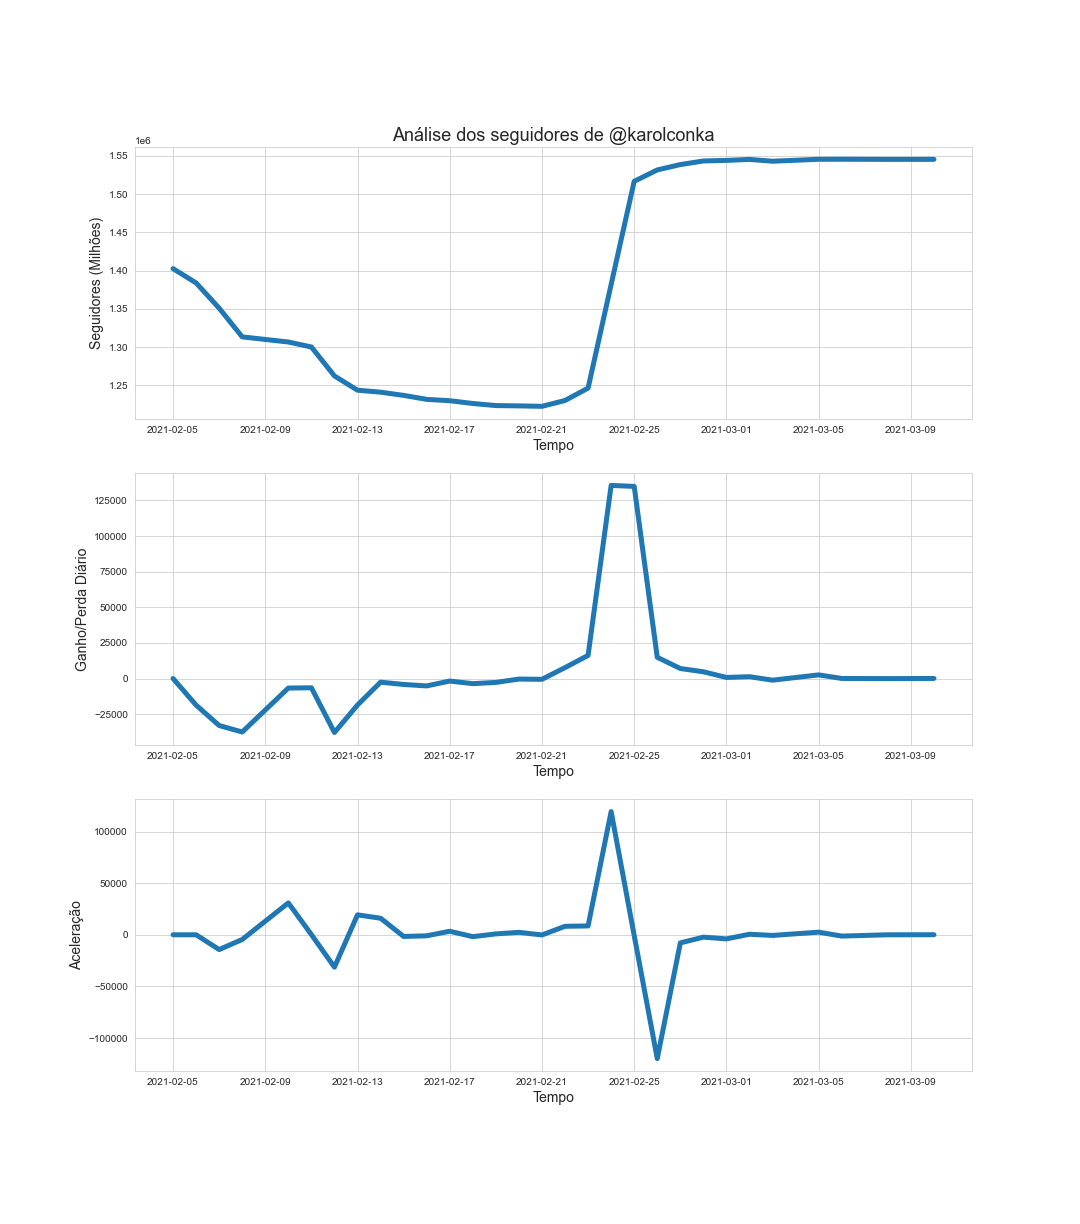 Análise dos seguidores de @karolconka
1e6
1.55
1.50
1.45
1.40
1.35
1.30
1.25
Seguidores (Milhões)
2021-02-05 2021-02-09 2021-02-13 2021-02-17 2021-02-21 2021-02-25 2021-03-01 2021-03-05 2021-03-09
Tempo
125000
100000
75000
50000
25000
0
−25000
Ganho/Perda Diário
2021-02-05 2021-02-09 2021-02-13 2021-02-17 2021-02-21 2021-02-25 2021-03-01 2021-03-05 2021-03-09
Tempo
100000
50000
0
−50000
−100000
Aceleração
2021-02-05 2021-02-09 2021-02-13 2021-02-17 2021-02-21 2021-02-25 2021-03-01 2021-03-05 2021-03-09
Tempo